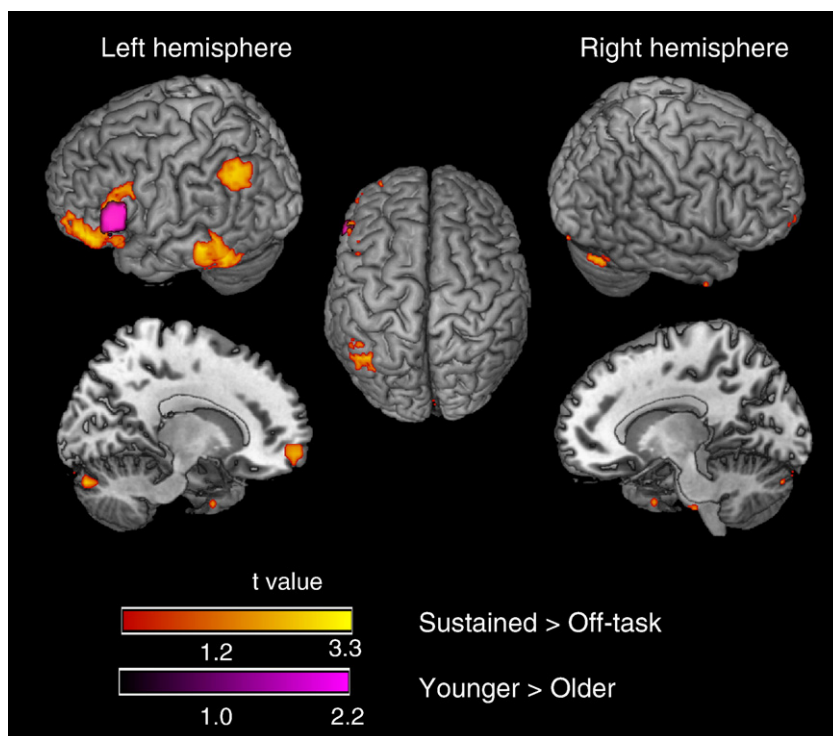 Left hemisphere
Right hemisphere
t value
Sustained > Off-task
1.2
3.3
Younger > Older
1.0
2.2